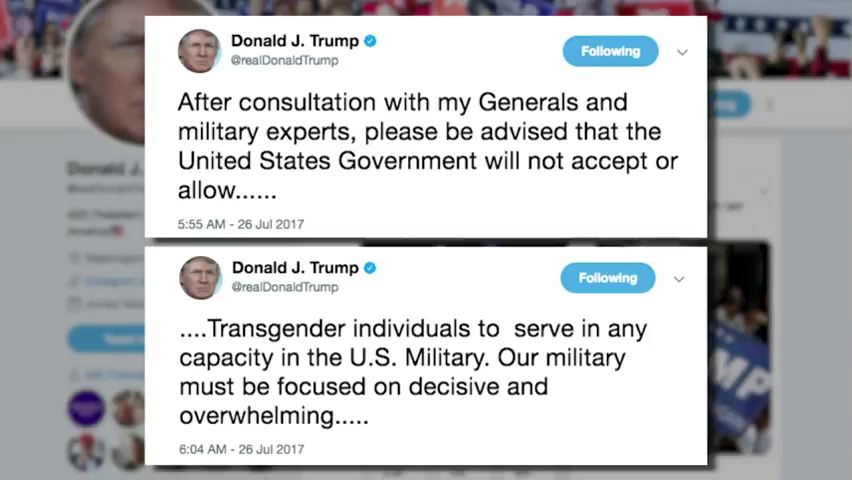 Donald J. Trump
@realDonaldTrump
Following
After consultation with my Generals and
military experts, please be advised that the
United States Government will not accept or
allow......
5:55 AM - 26 Jul 2017
Donald J. Trump
@realDonaldTrump
Following
....Transgender individuals to serve in any
capacity in the U.S. Military. Our military
must be focused on decisive and
overwhelming.....
6:04 AM - 26 Jul 2017
Donald J.